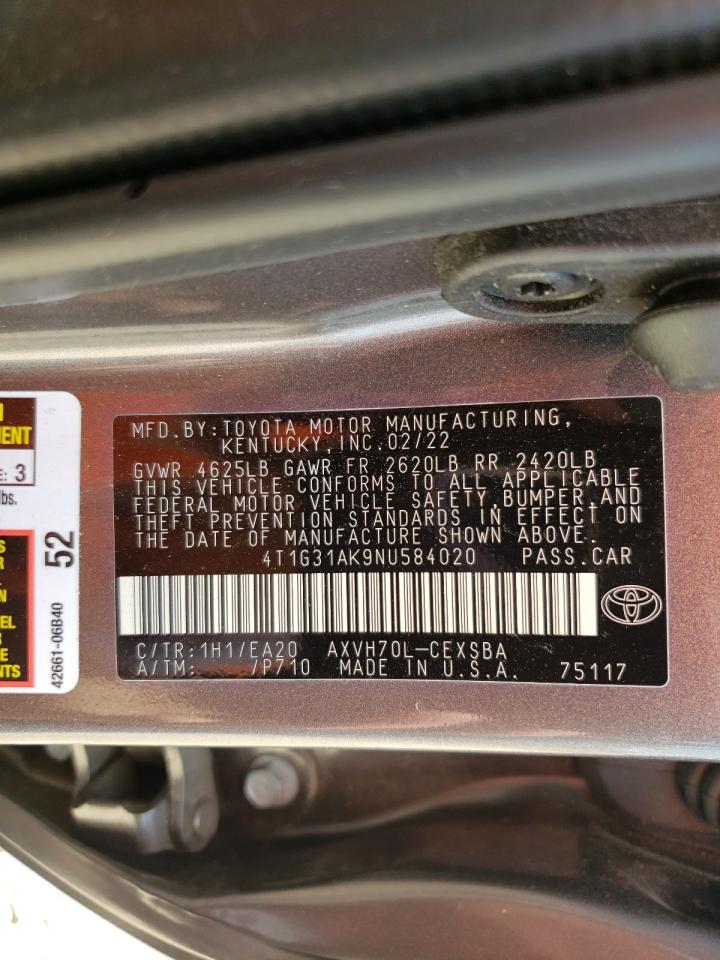 MFD. BY: TOYOTA MOTOR MANUFACTURING,
KENTUCKY, INC. 02/22
GVWR 4625LB GAWR FR 2620LB RR 2420LB
THIS VEHICLE CONFORMS TO ALL APPLICABLE
FEDERAL MOTOR VEHICLE SAFETY, BUMPER, AND
THEFT PREVENTION STANDARDS IN EFFECT ON
THE DATE OF MANUFACTURE SHOWN ABOVE.
4T1G31AK9NU584020 PASS.CAR
C/TR: 1H1/EA20 AXVH70L-CEXSBA
A/TM: /P710 MADE IN U.S.A. 75117
3
lbs.
52
42661-06B40